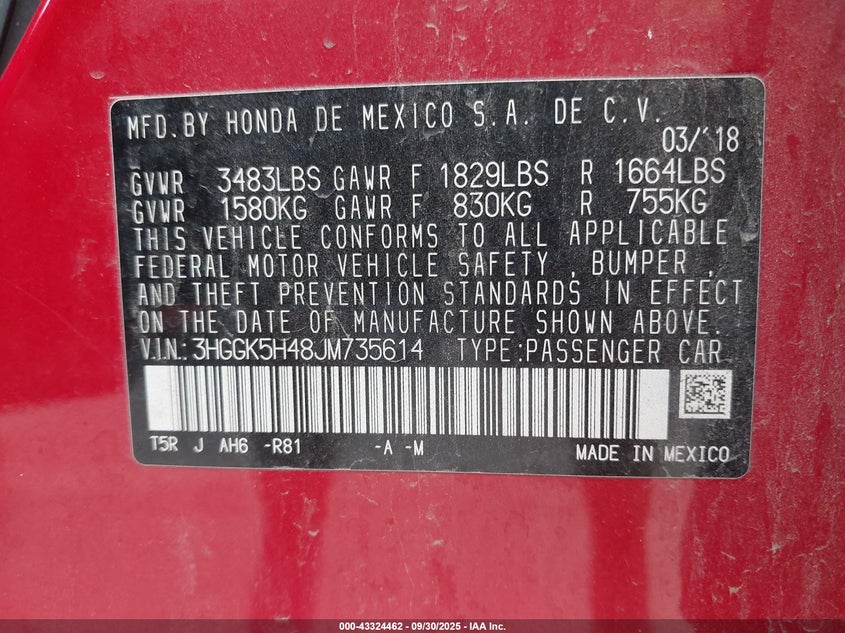 MFD.BY HONDA DE MEXICO S.A. DE C.V.
03/'18
GVWR 3483LBS GAWR F 1829LBS R 1664LBS
GVWR 1580KG GAWR F 830KG R 755KG
THIS VEHICLE CONFORMS TO ALL APPLICABLE
FEDERAL MOTOR VEHICLE SAFETY , BUMPER ,
AND THEFT PREVENTION STANDARDS IN EFFECT
ON THE DATE OF MANUFACTURE SHOWN ABOVE.
V.I.N.: 3HGGK5H48JM735614 TYPE:PASSENGER CAR
T5R J AH6 -R81 -A -M MADE IN MEXICO
000-43324462 - 09/30/2025 - IAA Inc.